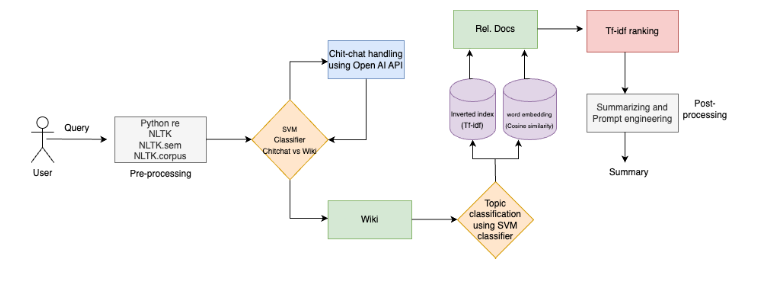 Query
User
Python re
NLTK
NLTK.sem
NLTK.corpus
Pre-processing
SVM
Classifier
Chitchat vs Wiki
Chit-chat handling
using Open AI API
Wiki
Topic
classification
using SVM
classifier
Inverted index
(Tf-idf)
word embedding
(Cosine similarity)
Rel. Docs
Tf-idf ranking
Summarizing and
Prompt engineering
Post-
processing
Summary